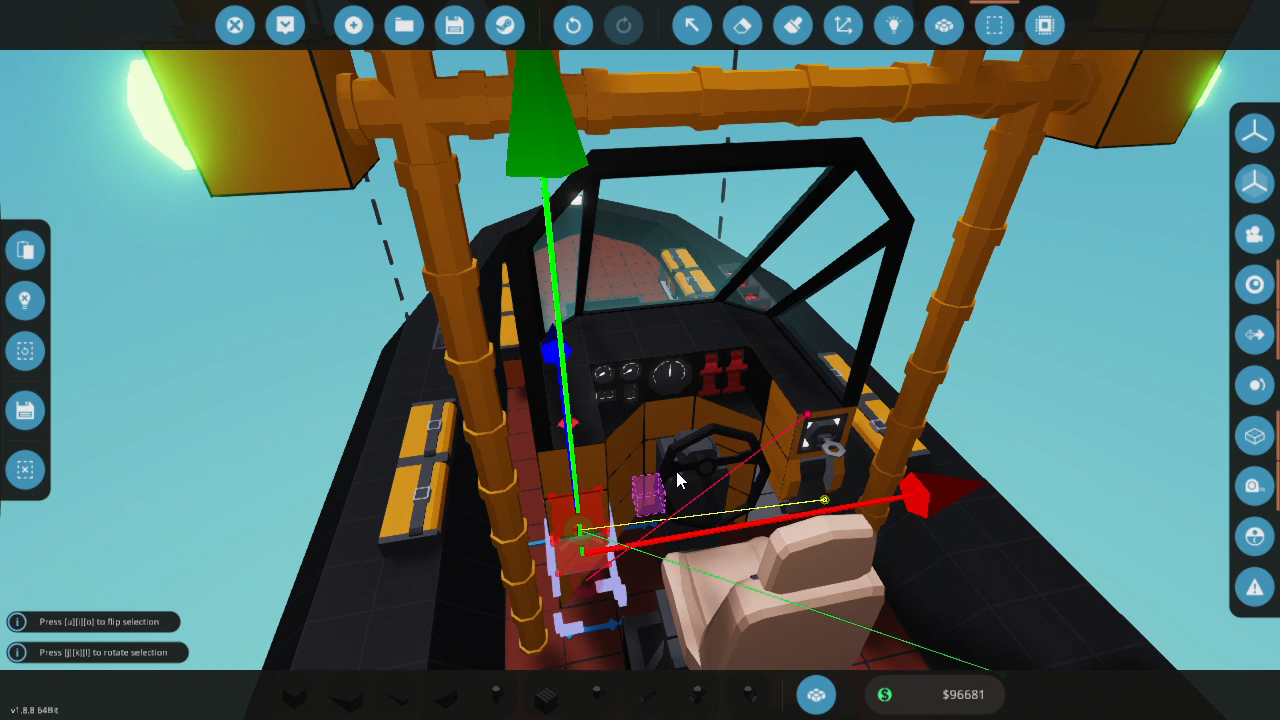 Press [u][i][o] to flip selection
Press [j][k][l] to rotate selection
$96681
v1.8.8 64Bit